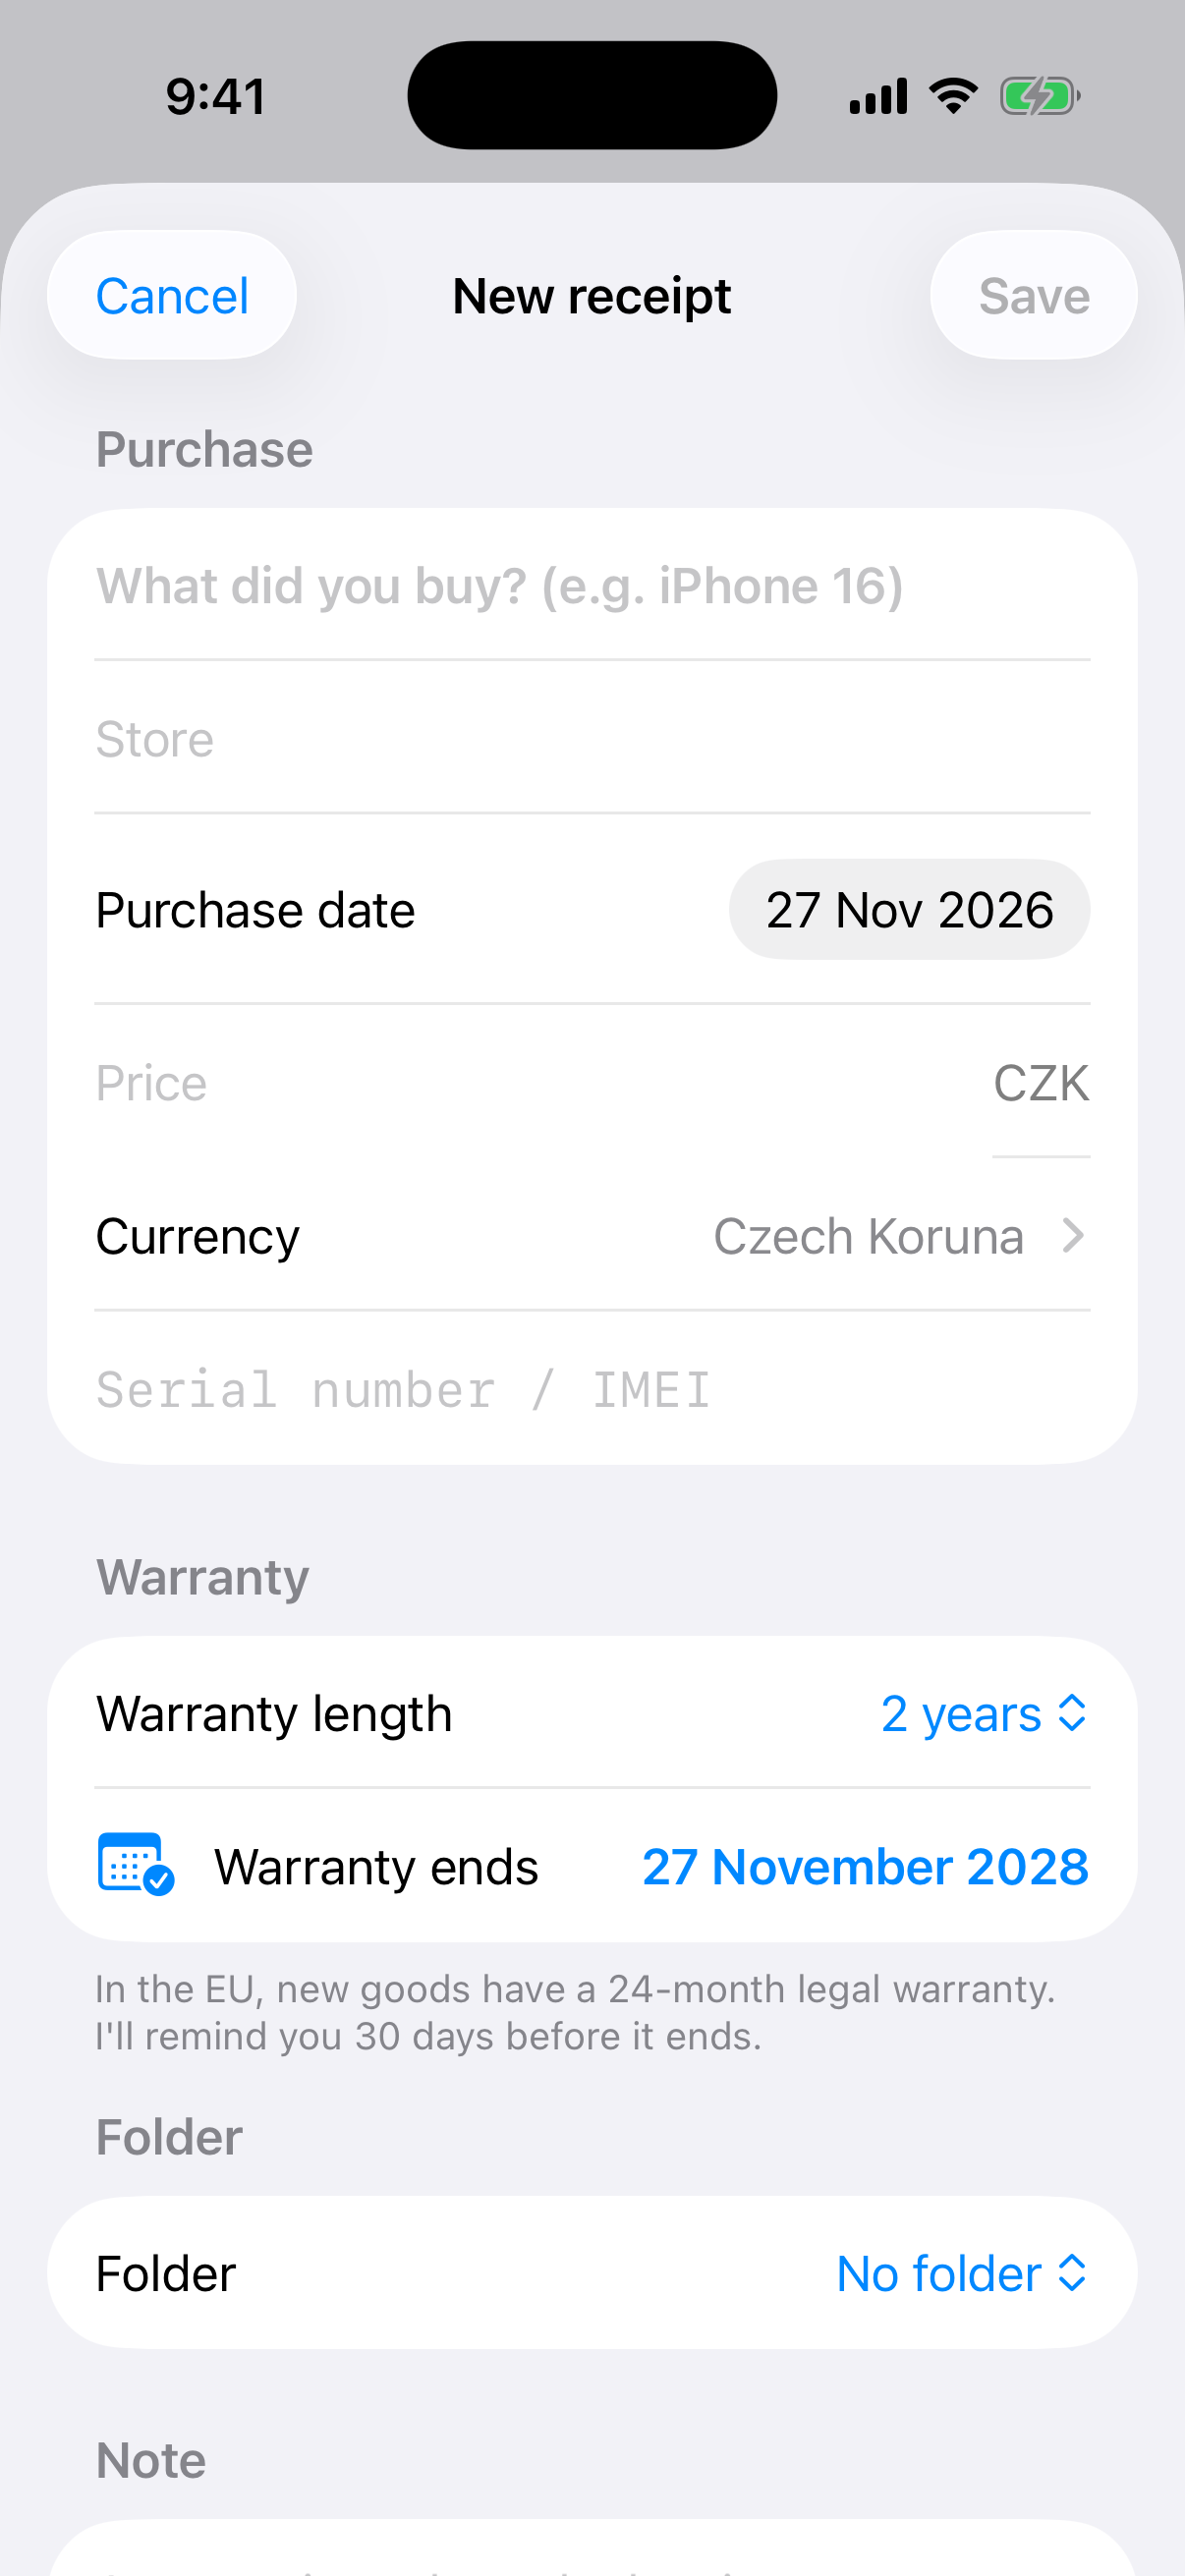 9:41
Cancel
New receipt
Save
Purchase
What did you buy? (e.g. iPhone 16)
Store
Purchase date
27 Nov 2026
Price
CZK
Currency
Czech Koruna
Serial number / IMEI
Warranty
Warranty length
2 years
Warranty ends
27 November 2028
In the EU, new goods have a 24-month legal warranty.
I'll remind you 30 days before it ends.
Folder
Folder
No folder
Note